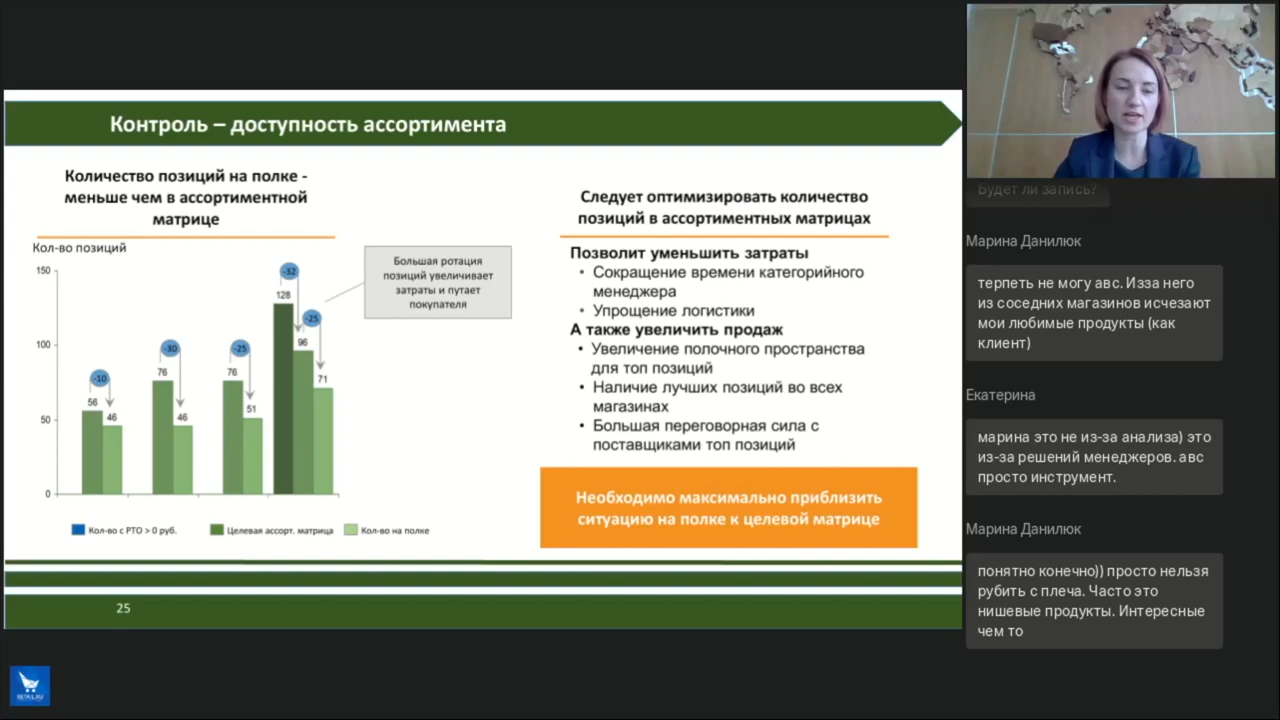 Контроль – доступность ассортимента
Количество позиций на полке -
меньше чем в ассортиментной
матрице
Кол-во позиций
150
100
50
0
-10
56
46
-30
76
46
-25
76
51
-32
128
-25
96
71
Большая ротация
позиций увеличивает
затраты и путает
покупателя
Кол-во с РТО > 0 руб.
Целевая ассорт. матрица
Кол-во на полке
Следует оптимизировать количество
позиций в ассортиментных матрицах
Позволит уменьшить затраты
• Сокращение времени категорийного
менеджера
• Упрощение логистики
А также увеличить продаж
• Увеличение полочного пространства
для топ позиций
• Наличие лучших позиций во всех
магазинах
• Большая переговорная сила с
поставщиками топ позиций
Необходимо максимально приблизить
ситуацию на полке к целевой матрице
25
RETAIL.RU
Будет ли запись?
Марина Данилюк
терпеть не могу авс. Изза него
из соседних магазинов исчезают
мои любимые продукты (как
клиент)
Екатерина
марина это не из-за анализа) это
из-за решений менеджеров. авс
просто инструмент.
Марина Данилюк
понятно конечно)) просто нельзя
рубить с плеча. Часто это
нишевые продукты. Интересные
чем то